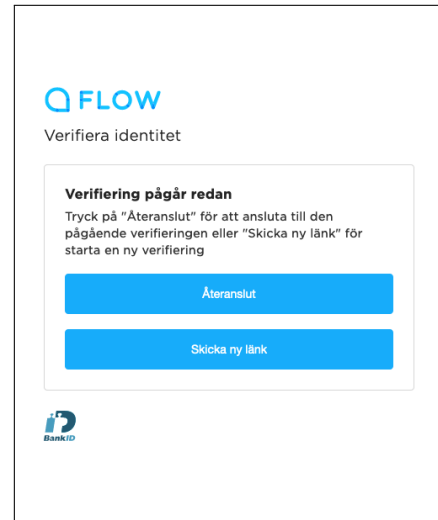 FLOW
Verifiera identitet
Verifiering pågår redan
Tryck på "Återanslut" för att ansluta till den
pågående verifieringen eller "Skicka ny länk" för
starta en ny verifiering
Återanslut
Skicka ny länk
BankID